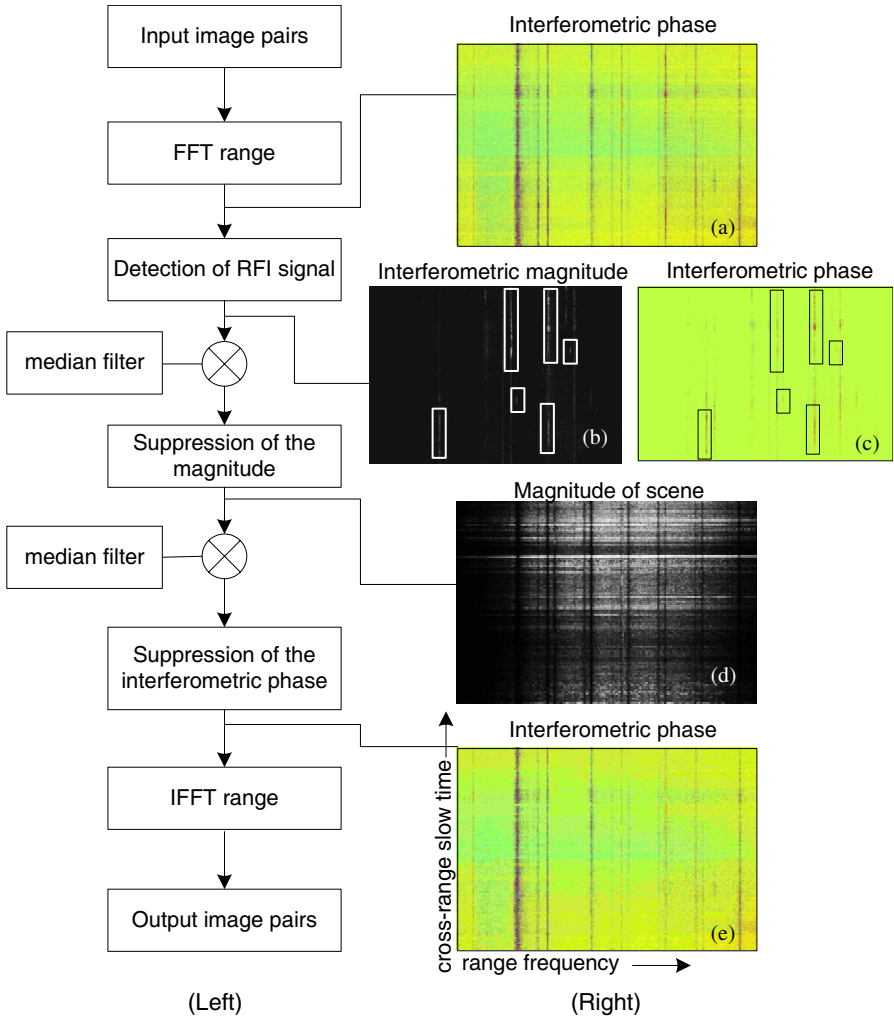 Input image pairs
FFT range
Detection of RFI signal
median filter
Suppression of the
magnitude
median filter
Suppression of the
interferometric phase
IFFT range
Output image pairs
(Left)
Interferometric phase
(a)
Interferometric magnitude
(b)
Interferometric phase
(c)
Magnitude of scene
(d)
Interferometric phase
(e)
cross-range slow time
range frequency
(Right)